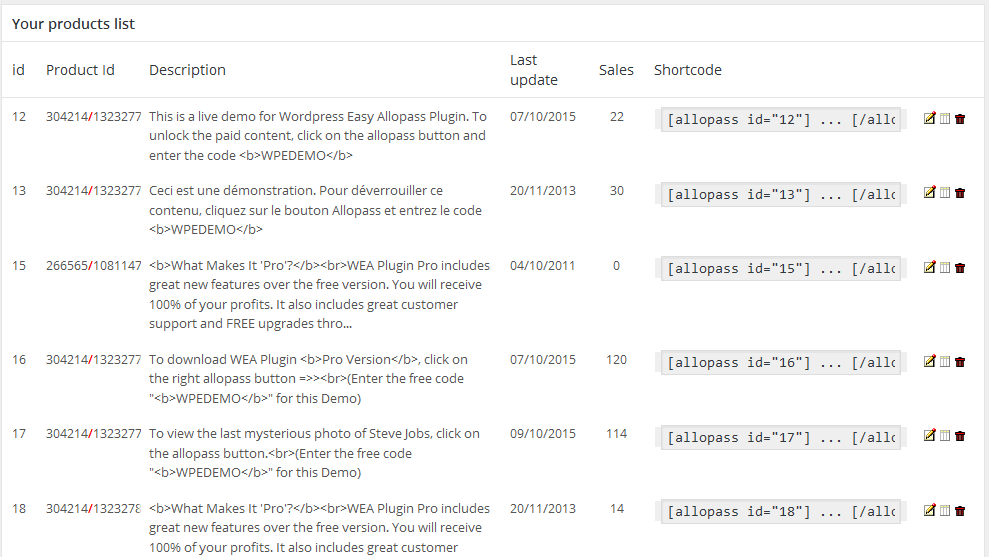 Your products list
id Product Id Description Last update Sales Shortcode
12 304214/1323277 This is a live demo for Wordpress Easy Allopass Plugin. To 07/10/2015 22 [allopass id="12"] ... [/allo
unlock the paid content, click on the allopass button and
enter the code <b>WPEDEMO</b>
13 304214/1323277 Ceci est une démonstration. Pour déverrouiller ce 20/11/2013 30 [allopass id="13"] ... [/allo
contenu, cliquez sur le bouton Allopass et entrez le code
<b>WPEDEMO</b>
15 266565/1081147 <b>What Makes It 'Pro'?</b><br>WEA Plugin Pro includes 04/10/2011 0 [allopass id="15"] ... [/allo
great new features over the free version. You will receive
100% of your profits. It also includes great customer
support and FREE upgrades thro...
16 304214/1323277 To download WEA Plugin <b>Pro Version</b>, click on 07/10/2015 120 [allopass id="16"] ... [/allo
the right allopass button =>><br>(Enter the free code
"<b>WPEDEMO</b>" for this Demo)
17 304214/1323277 To view the last mysterious photo of Steve Jobs, click on 09/10/2015 114 [allopass id="17"] ... [/allo
the allopass button.<br>(Enter the free code
"<b>WPEDEMO</b>" for this Demo)
18 304214/1323278 <b>What Makes It 'Pro'?</b><br>WEA Plugin Pro includes 20/11/2013 14 [allopass id="18"] ... [/allo
great new features over the free version. You will receive
100% of your profits. It also includes great customer